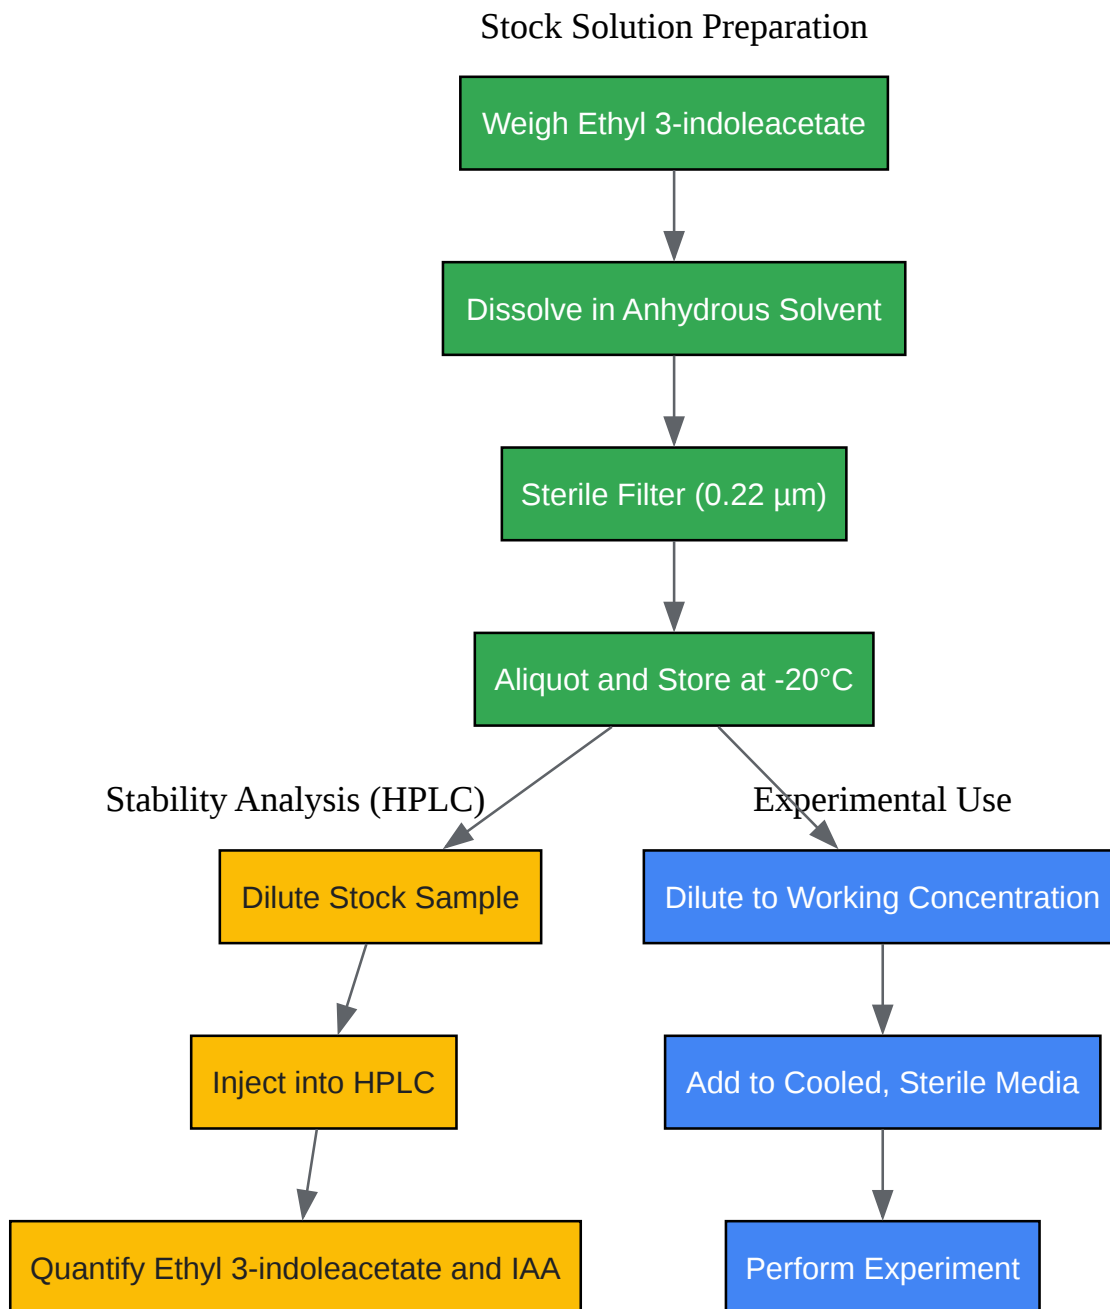 Stock Solution Preparation
Weigh Ethyl 3-indoleacetate
Dissolve in Anhydrous Solvent
Sterile Filter (0.22 µm)
Aliquot and Store at -20°C
Stability Analysis (HPLC)
Experimental Use
Dilute Stock Sample
Dilute to Working Concentration
Inject into HPLC
Add to Cooled, Sterile Media
Quantify Ethyl 3-indoleacetate and IAA
Perform Experiment